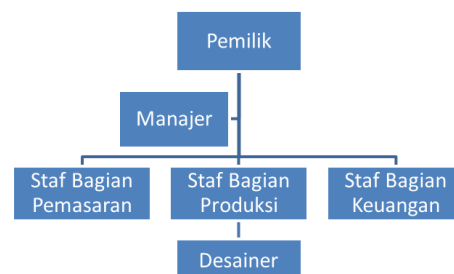 Pemilik
Manajer
Staf Bagian
Pemasaran
Staf Bagian
Produksi
Staf Bagian
Keuangan
Desainer